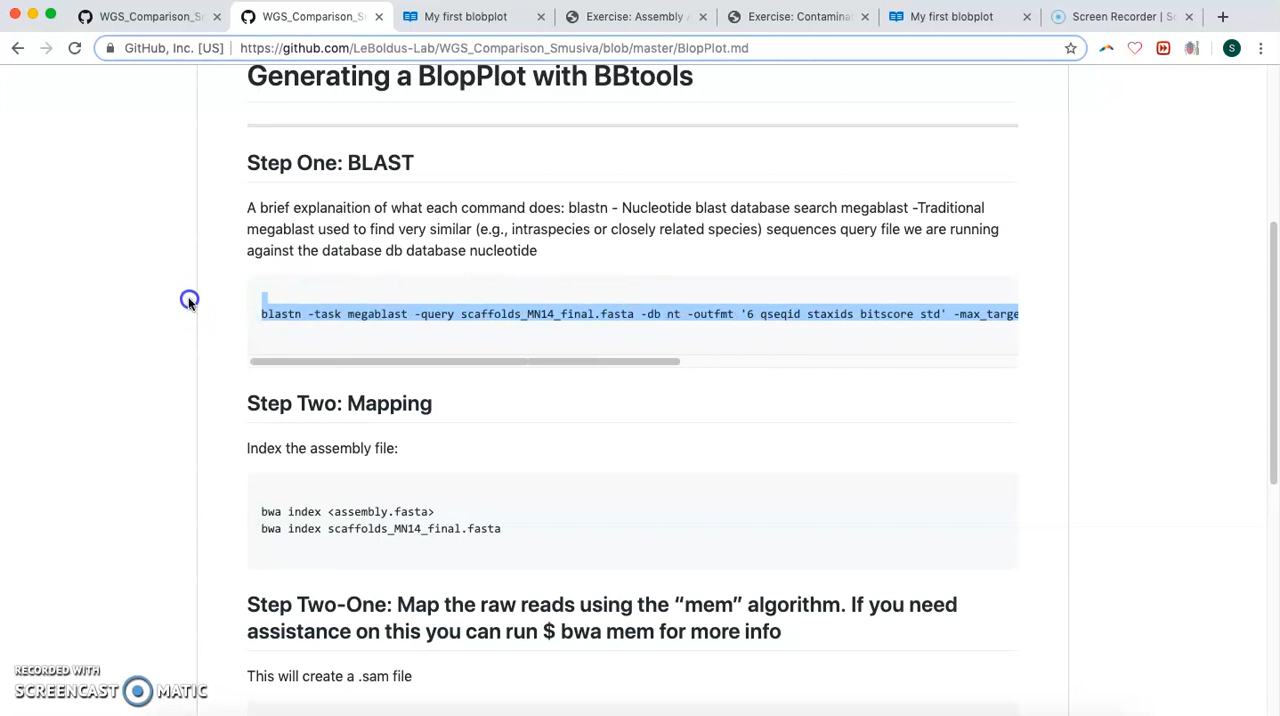 WGS_Comparison_S
WGS_Comparison_S
My first blobplot
Exercise: Assembly
Exercise: Contamina
My first blobplot
Screen Recorder | S
GitHub, Inc. [US]
https://github.com/LeBoldus-Lab/WGS_Comparison_Smusiva/blob/master/BlopPlot.md
S
Generating a BlopPlot with BBtools
Step One: BLAST
A brief explanaition of what each command does: blastn - Nucleotide blast database search megablast -Traditional
megablast used to find very similar (e.g., intraspecies or closely related species) sequences query file we are running
against the database db database nucleotide
blastn -task megablast -query scaffolds_MN14_final.fasta -db nt -outfmt '6 qseqid staxids bitscore std' -max_targe
Step Two: Mapping
Index the assembly file:
bwa index <assembly.fasta>
bwa index scaffolds_MN14_final.fasta
Step Two-One: Map the raw reads using the “mem” algorithm. If you need
assistance on this you can run $ bwa mem for more info
This will create a .sam file
RECORDED WITH
SCREENCAST MATIC